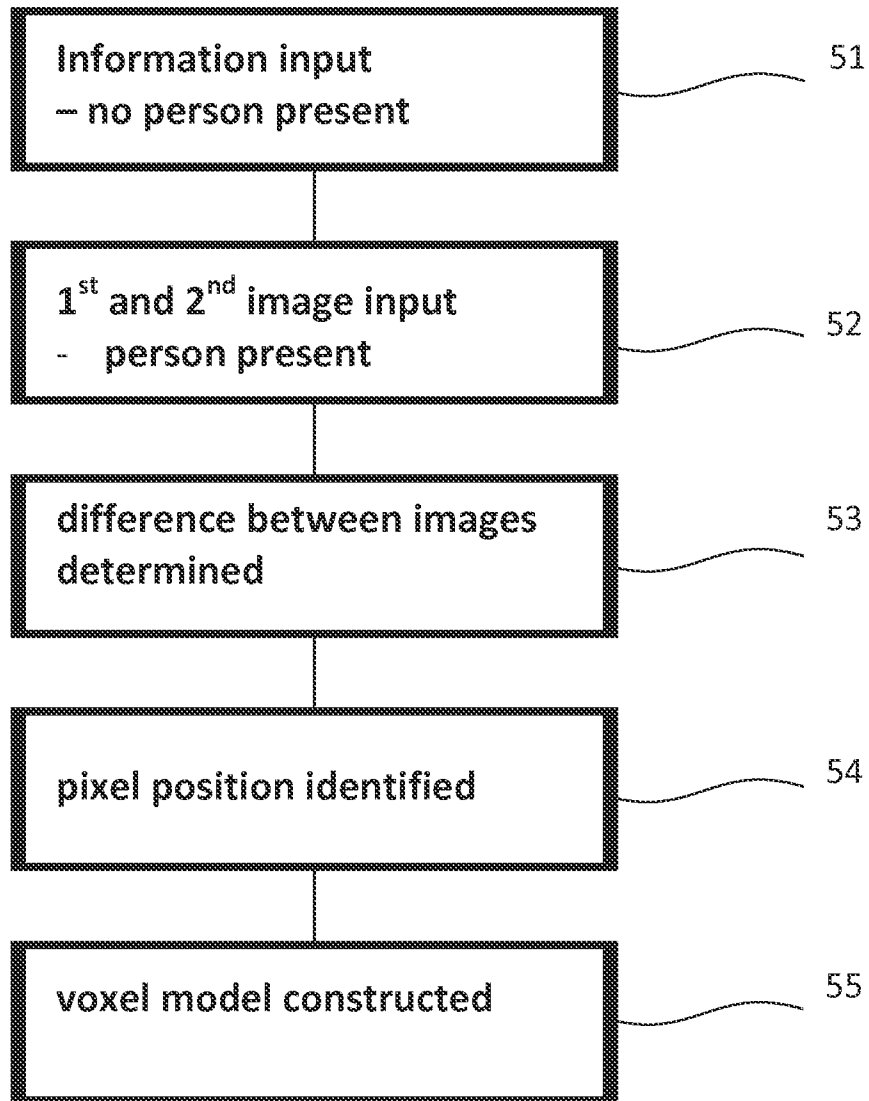 Information input
– no person present
51
1st and 2nd image input
- person present
52
difference between images
determined
53
pixel position identified
54
voxel model constructed
55